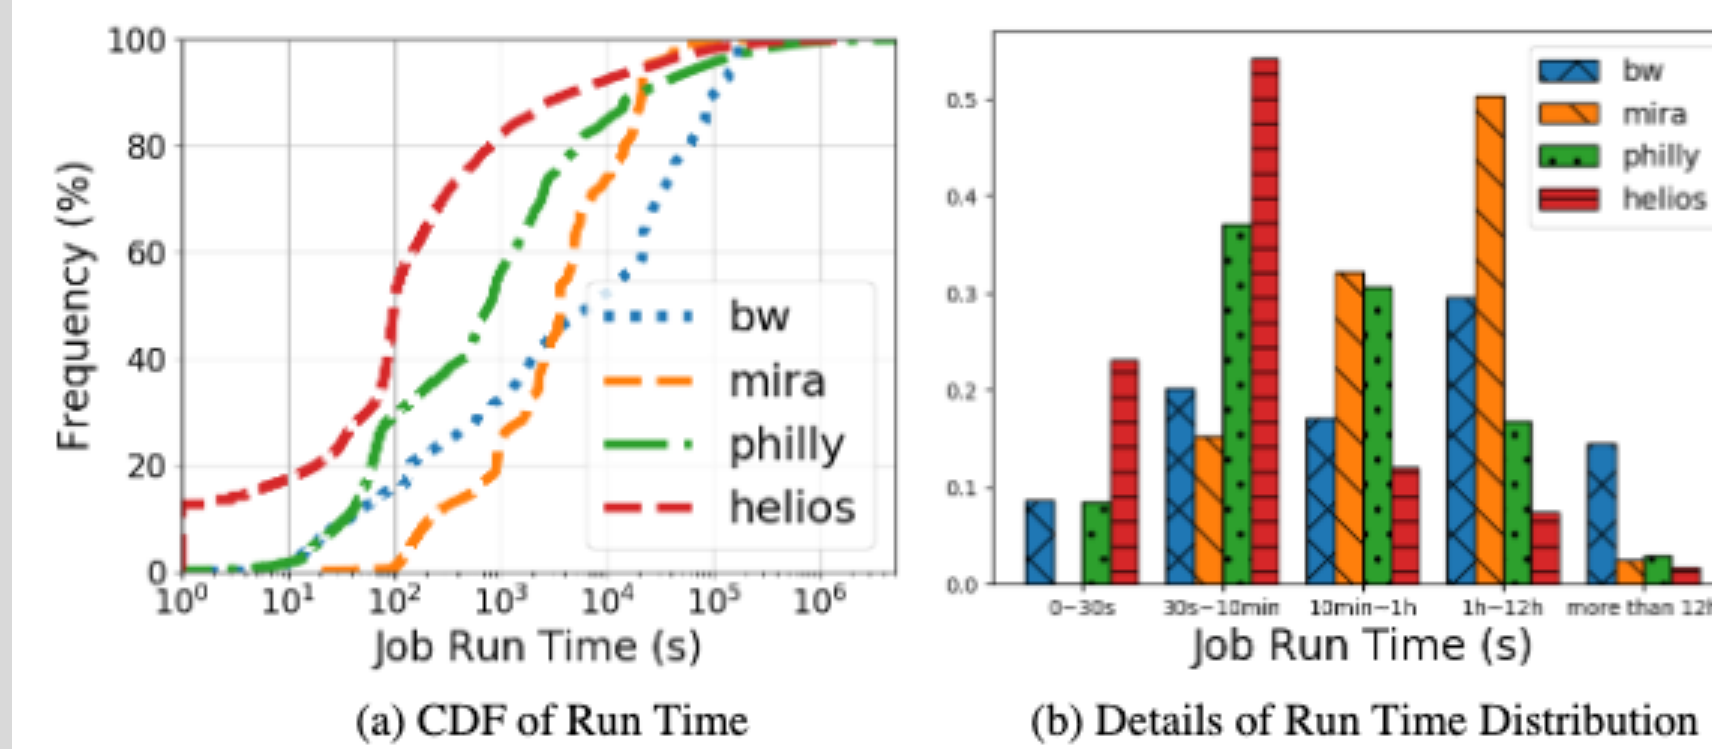 100
80
60
40
20
0
Frequency (%)
10⁰ 10¹ 10² 10³ 10⁴ 10⁵ 10⁶
Job Run Time (s)
bw
mira
philly
helios
(a) CDF of Run Time
0.5
0.4
0.3
0.2
0.1
0.0
0~30s 30s~10min 10min~1h 1h~12h more than 12h
Job Run Time (s)
bw
mira
philly
helios
(b) Details of Run Time Distribution